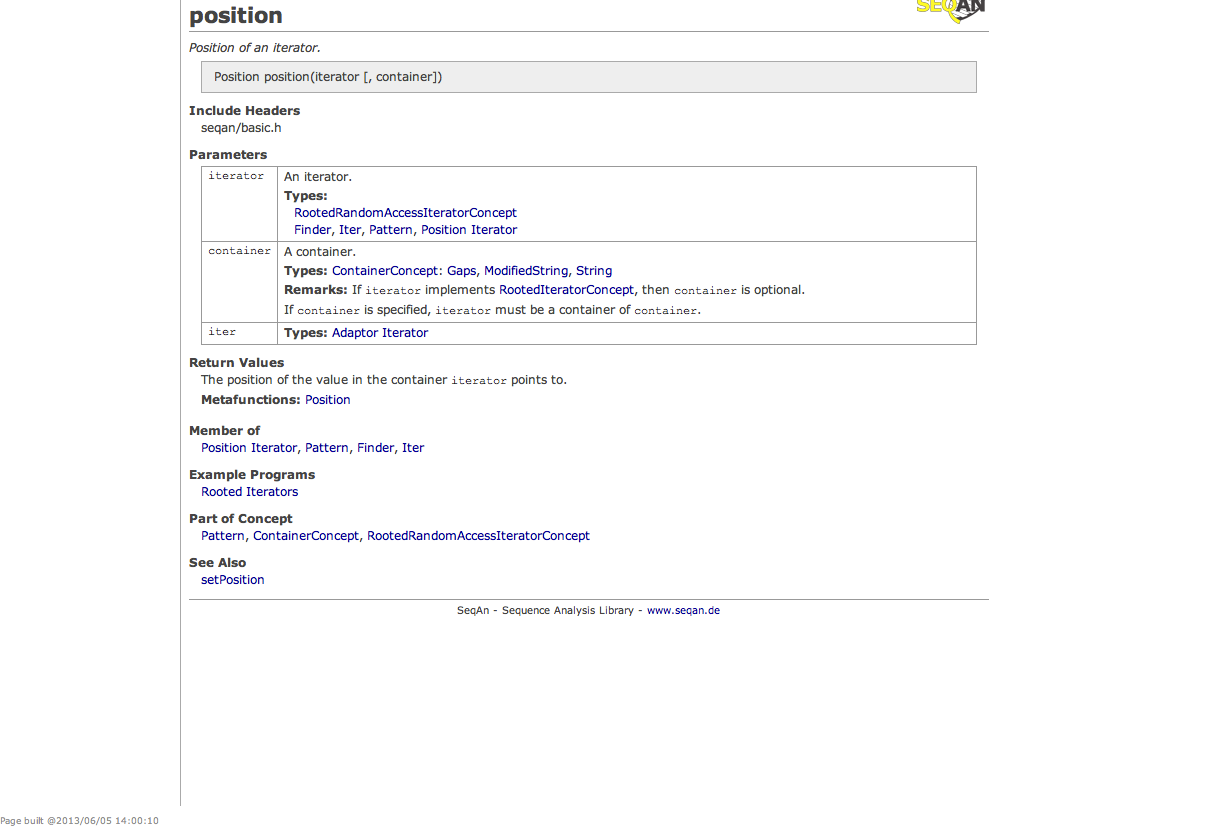 position
SEQAN
Position of an iterator.
Position position(iterator [, container])
Include Headers
seqan/basic.h
Parameters
iterator An iterator.
Types:
RootedRandomAccessIteratorConcept
Finder, Iter, Pattern, Position Iterator
container A container.
Types: ContainerConcept: Gaps, ModifiedString, String
Remarks: If iterator implements RootedIteratorConcept, then container is optional.
If container is specified, iterator must be a container of container.
iter Types: Adaptor Iterator
Return Values
The position of the value in the container iterator points to.
Metafunctions: Position
Member of
Position Iterator, Pattern, Finder, Iter
Example Programs
Rooted Iterators
Part of Concept
Pattern, ContainerConcept, RootedRandomAccessIteratorConcept
See Also
setPosition
SeqAn - Sequence Analysis Library - www.seqan.de
Page built @2013/06/05 14:00:10